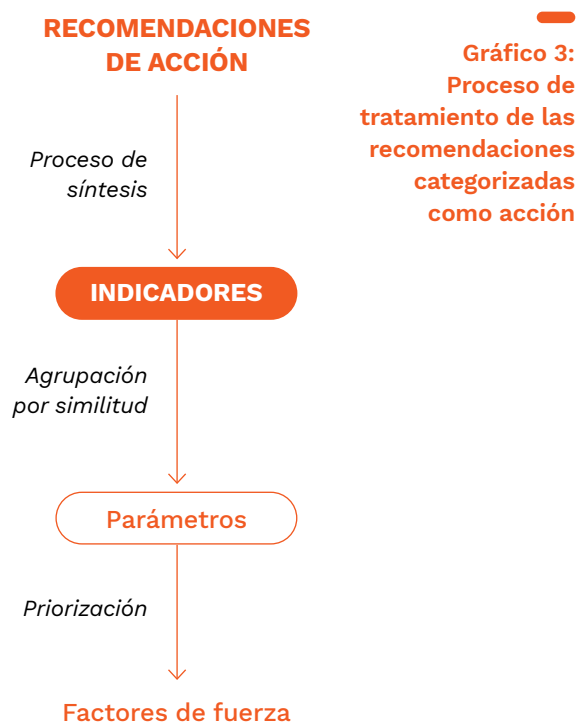 RECOMENDACIONES
DE ACCIÓN
Gráfico 3:
Proceso de
tratamiento de las
recomendaciones
categorizadas
como acción
Proceso de
síntesis
INDICADORES
Agrupación
por similitud
Parámetros
Priorización
Factores de fuerza